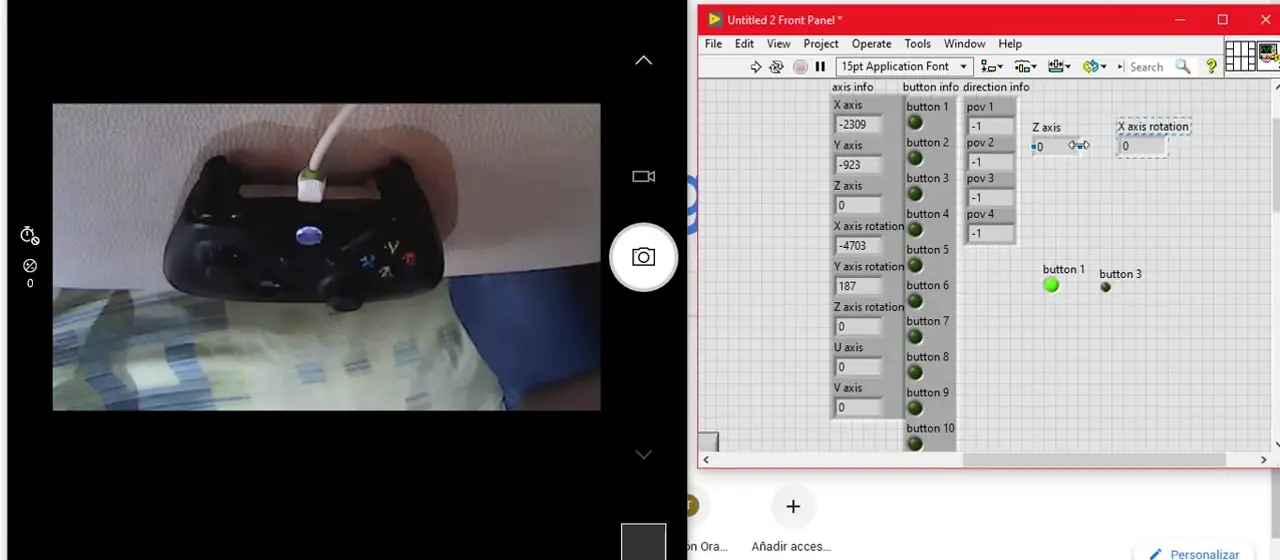 0
Untitled 2 Front Panel *
File Edit View Project Operate Tools Window Help
15pt Application Font
Search
axis info
X axis
-2309
Y axis
-923
Z axis
0
X axis rotation
-4703
Y axis rotation
187
Z axis rotation
0
U axis
0
V axis
0
button info
button 1
button 2
button 3
button 4
button 5
button 6
button 7
button 8
button 9
button 10
direction info
pov 1
-1
pov 2
-1
pov 3
-1
pov 4
-1
Z axis
0
X axis rotation
0
button 1
button 3
Y
X
B
A
T
ón Ora...
Añadir acces...
Personalizar